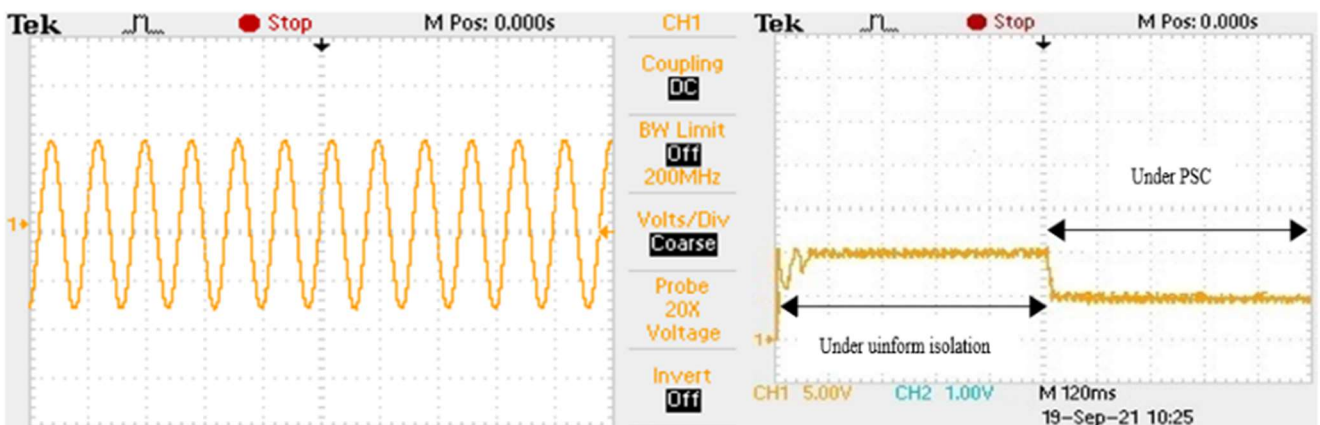 Tek Stop M Pos: 0.000s CH1
Coupling
DC
BW Limit
Off
200MHz
1
Volts/Div
Coarse
Probe
20X
Voltage
Invert
Off
Tek Stop M Pos: 0.000s
Under PSC
Under uinform isolation
1
CH1 5.00V CH2 1.00V M 120ms
19-Sep-21 10:25